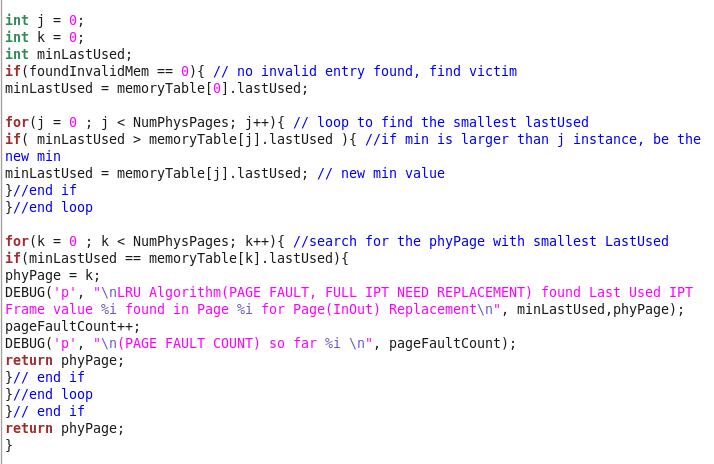 int j = 0;
int k = 0;
int minLastUsed;
if(foundInvalidMem == 0){ // no invalid entry found, find victim
minLastUsed = memoryTable[0].lastUsed;

for(j = 0 ; j < NumPhysPages; j++){ // loop to find the smallest lastUsed
if( minLastUsed > memoryTable[j].lastUsed ){ //if min is larger than j instance, be the
new min
minLastUsed = memoryTable[j].lastUsed; // new min value
}//end if
}//end loop

for(k = 0 ; k < NumPhysPages; k++){ //search for the phyPage with smallest LastUsed
if(minLastUsed == memoryTable[k].lastUsed){
phyPage = k;
DEBUG('p', "\nLRU Algorithm(PAGE FAULT, FULL IPT NEED REPLACEMENT) found Last Used IPT
Frame value %i found in Page %i for Page(InOut) Replacement\n", minLastUsed,phyPage);
pageFaultCount++;
DEBUG('p', "\n(PAGE FAULT COUNT) so far %i \n", pageFaultCount);
return phyPage;
}// end if
}//end loop
}// end if
return phyPage;
}